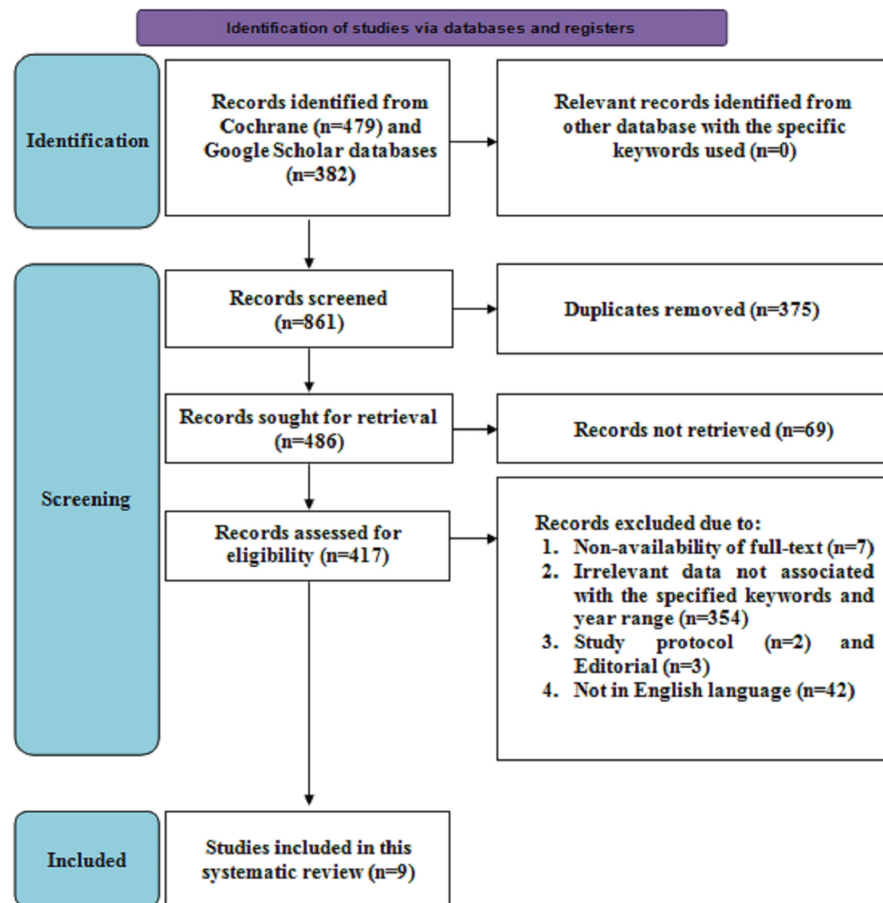 Identification of studies via databases and registers
Identification
Records identified from
Cochrane (n=479) and
Google Scholar databases
(n=382)
Relevant records identified from
other database with the specific
keywords used (n=0)
Screening
Records screened
(n=861)
Duplicates removed (n=375)
Records sought for retrieval
(n=486)
Records not retrieved (n=69)
Records assessed for
eligibility (n=417)
Records excluded due to:
1. Non-availability of full-text (n=7)
2. Irrelevant data not associated
with the specified keywords and
year range (n=354)
3. Study protocol (n=2) and
Editorial (n=3)
4. Not in English language (n=42)
Included
Studies included in this
systematic review (n=9)